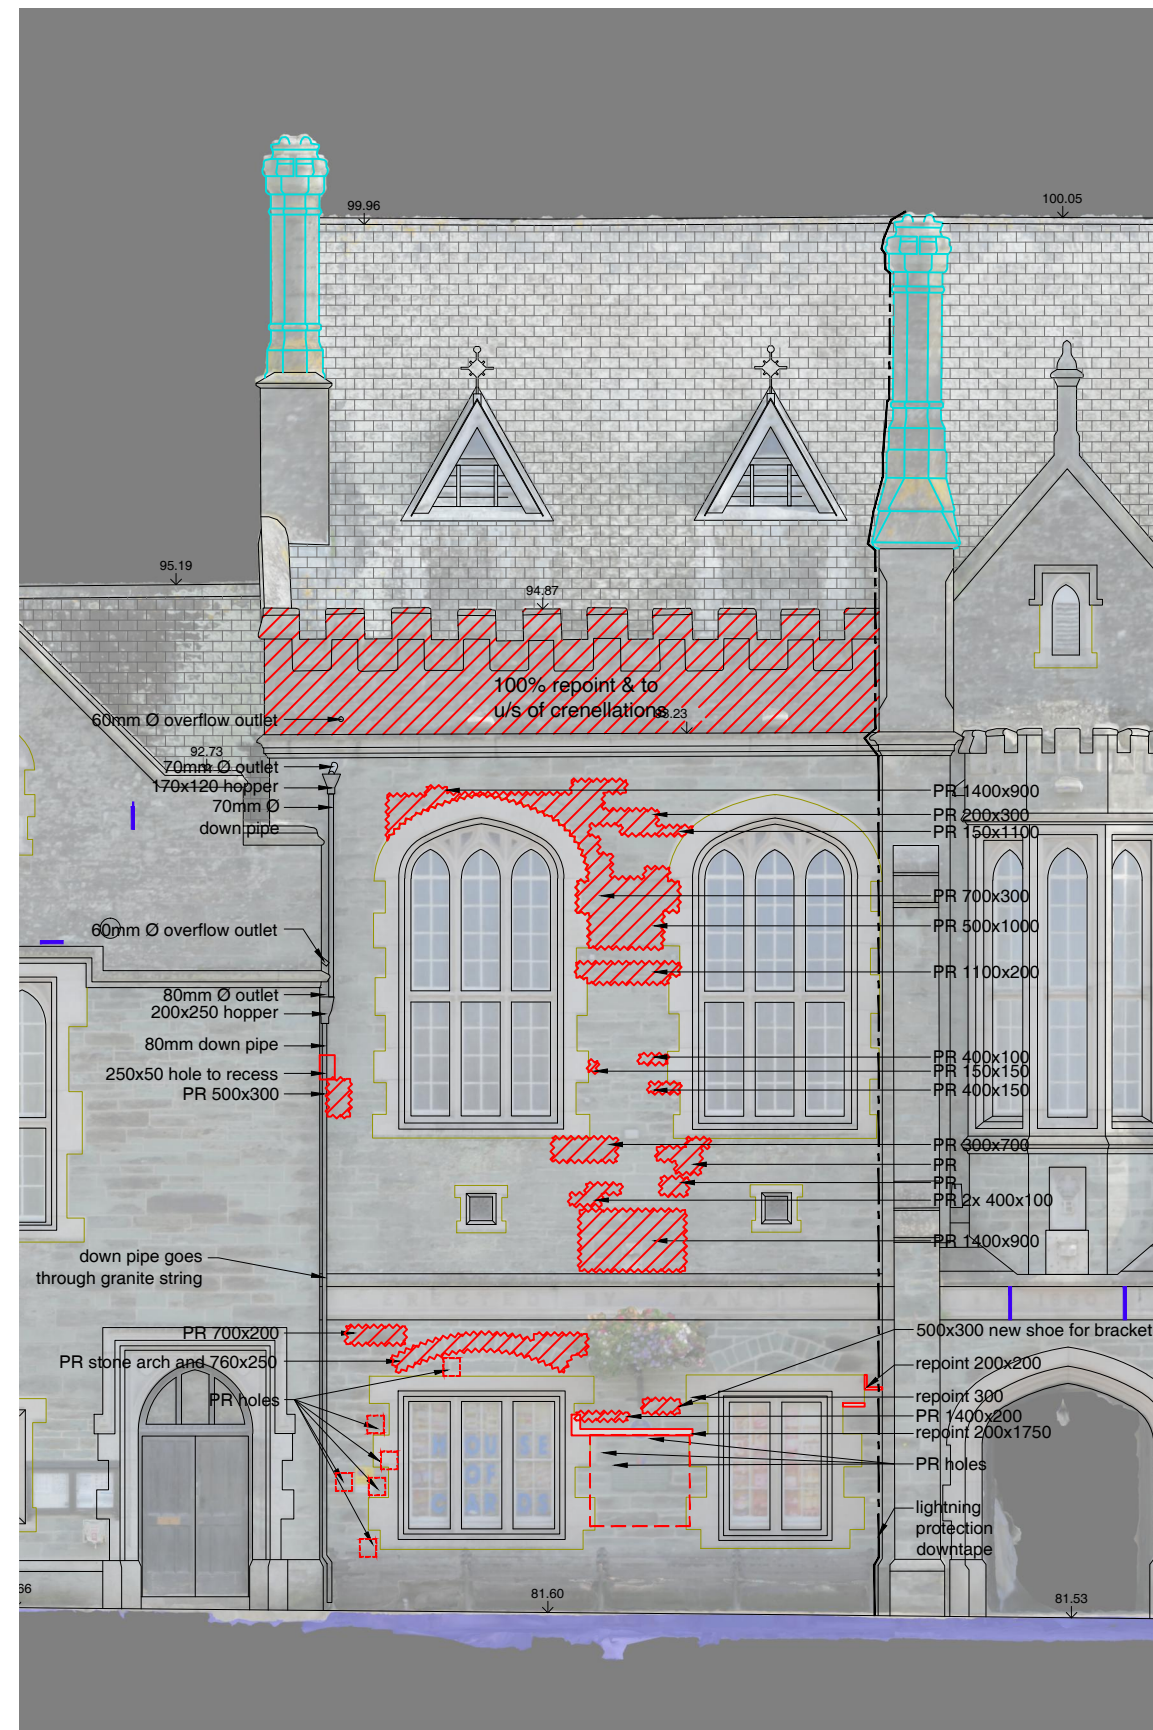 99.96
100.05
95.19
94.87
100% repoint & to
u/s of crenellations
93.23
60mm Ø overflow outlet
92.73
70mm Ø outlet
170x120 hopper
70mm Ø
down pipe
PR 1400x900
PR 200x300
PR 150x1100
PR 700x300
PR 500x1000
60mm Ø overflow outlet
PR 1100x200
80mm Ø outlet
200x250 hopper
80mm down pipe
250x50 hole to recess
PR 500x300
PR 400x100
PR 150x150
PR 400x150
PR 300x700
PR
PR
PR 2x 400x100
PR 1400x900
down pipe goes
through granite string
PR 700x200
PR stone arch and 760x250
PR holes
500x300 new shoe for bracket
repoint 200x200
repoint 300
PR 1400x200
repoint 200x1750
PR holes
HOUSE
OF
CARDS
lightning
protection
downtape
66
81.60
81.53